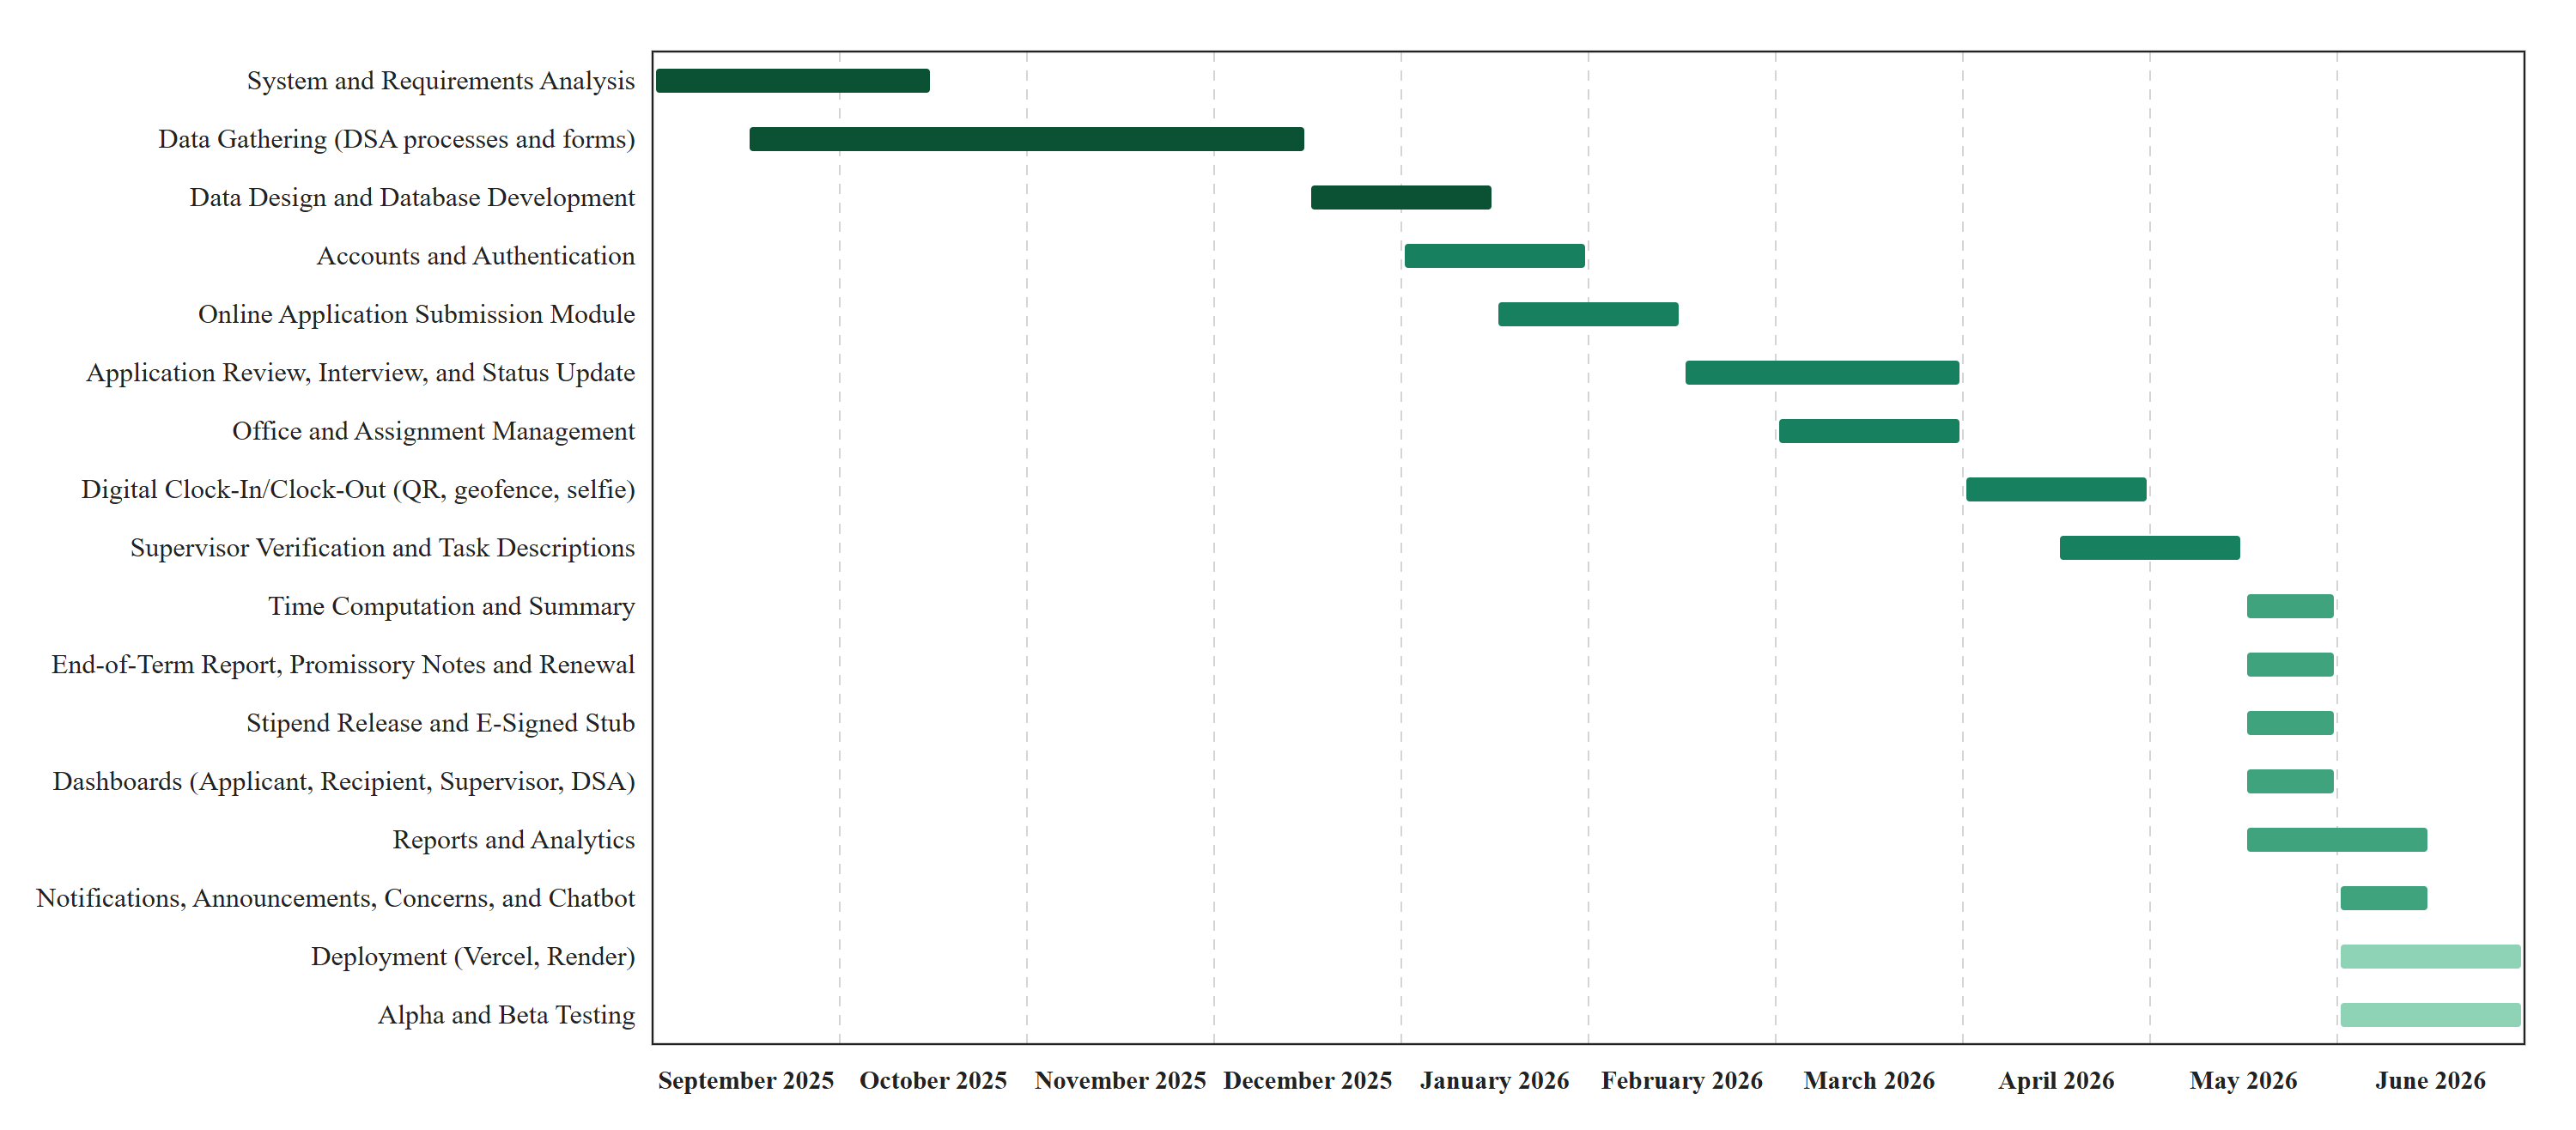 System and Requirements Analysis
Data Gathering (DSA processes and forms)
Data Design and Database Development
Accounts and Authentication
Online Application Submission Module
Application Review, Interview, and Status Update
Office and Assignment Management
Digital Clock-In/Clock-Out (QR, geofence, selfie)
Supervisor Verification and Task Descriptions
Time Computation and Summary
End-of-Term Report, Promissory Notes and Renewal
Stipend Release and E-Signed Stub
Dashboards (Applicant, Recipient, Supervisor, DSA)
Reports and Analytics
Notifications, Announcements, Concerns, and Chatbot
Deployment (Vercel, Render)
Alpha and Beta Testing
September 2025 October 2025 November 2025 December 2025 January 2026 February 2026 March 2026 April 2026 May 2026 June 2026